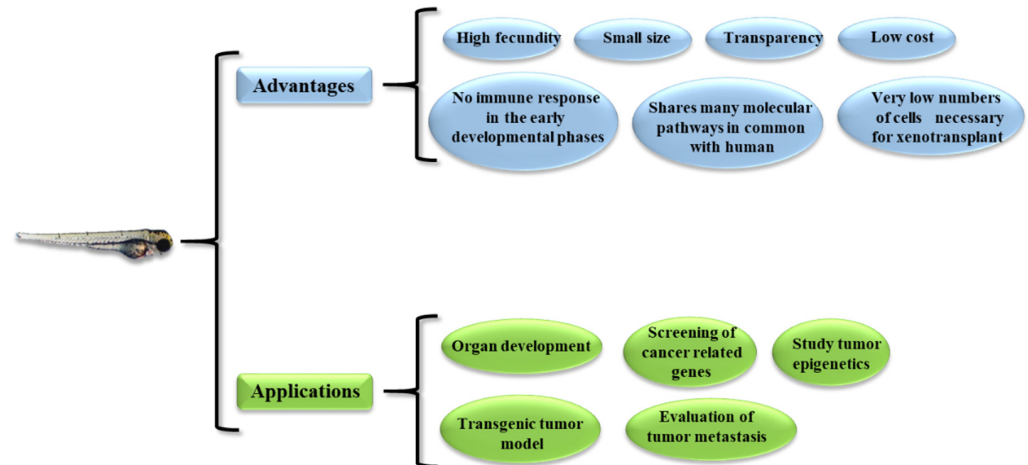 High fecundity
Small size
Transparency
Low cost
Advantages
No immune response
in the early
developmental phases
Shares many molecular
pathways in common
with human
Very low numbers
of cells necessary
for xenotransplant
Applications
Organ development
Screening of
cancer related
genes
Study tumor
epigenetics
Transgenic tumor
model
Evaluation of
tumor metastasis